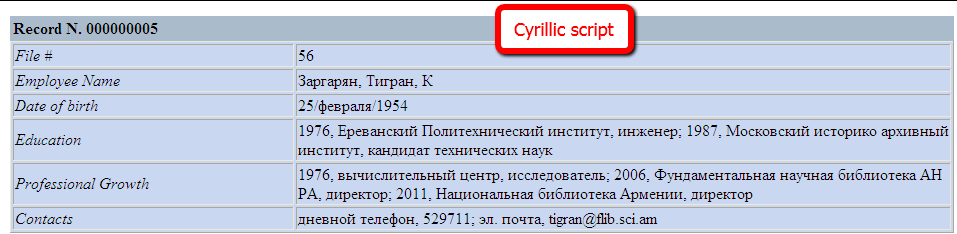 Record N. 000000005
Cyrillic script
File # 56
Employee Name Заргарян, Тигран, К
Date of birth 25/февраля/1954
Education 1976, Ереванский Политехнический институт, инженер; 1987, Московский историко архивный
институт, кандидат технических наук
Professional Growth 1976, вычислительный центр, исследователь; 2006, Фундаментальная научная библиотека АН
РА, директор; 2011, Национальная библиотека Армении, директор
Contacts дневной телефон, 529711; эл. почта, tigran@flib.sci.am